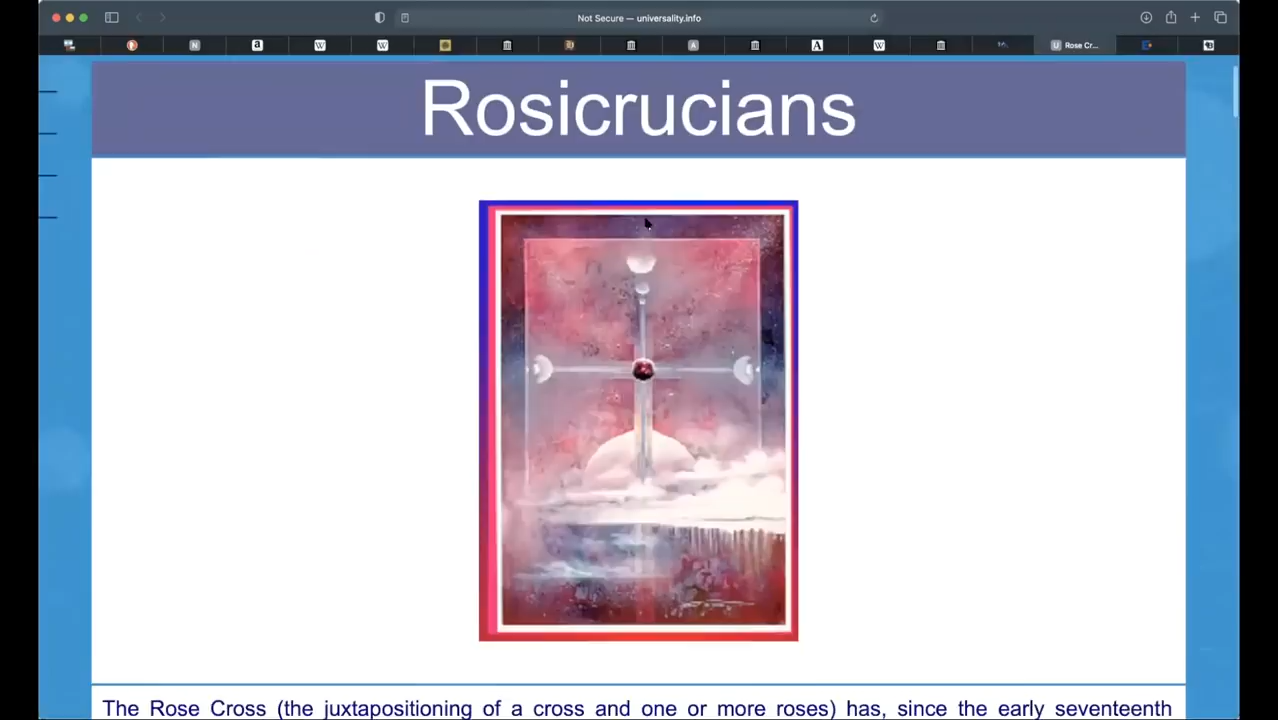 Not Secure — universality.info
N
a
W
W
A
A
W
U Rose Cr...
Rosicrucians
The Rose Cross (the juxtapositioning of a cross and one or more roses) has, since the early seventeenth